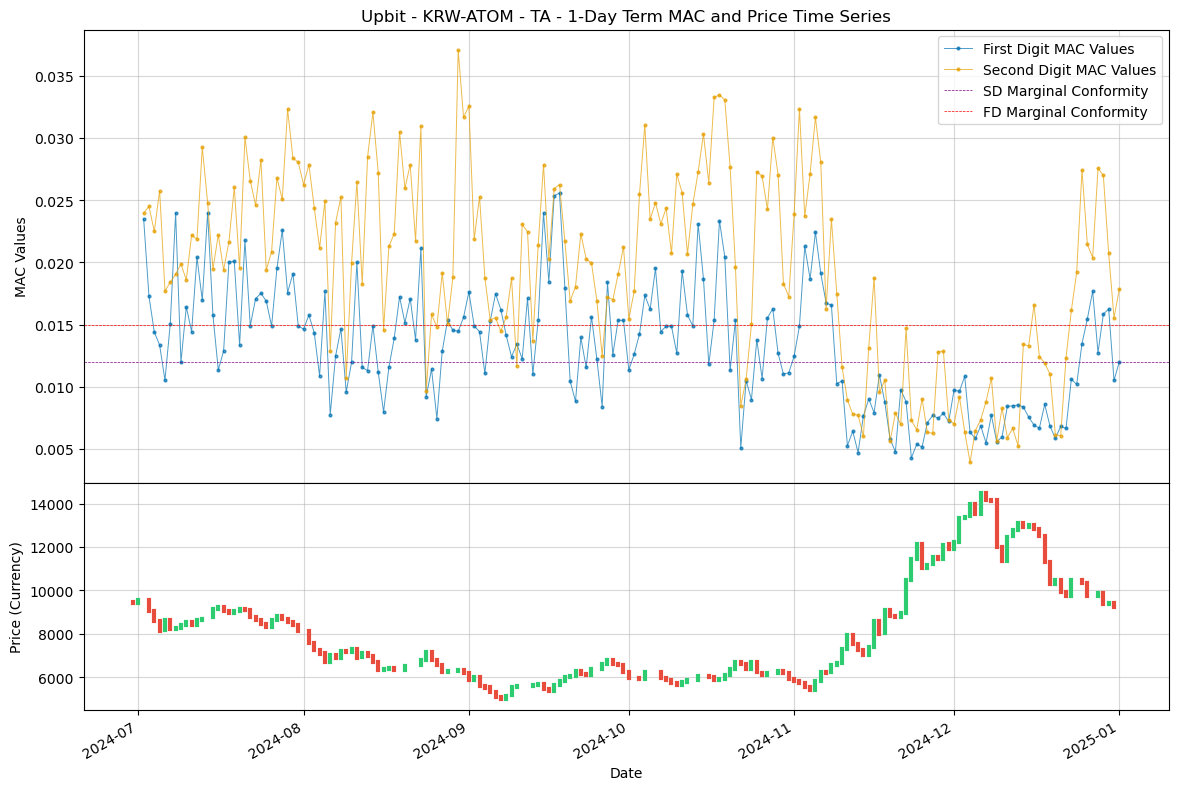 Upbit - KRW-ATOM - TA - 1-Day Term MAC and Price Time Series
First Digit MAC Values
Second Digit MAC Values
SD Marginal Conformity
FD Marginal Conformity
MAC Values
0.035
0.030
0.025
0.020
0.015
0.010
0.005
Price (Currency)
14000
12000
10000
8000
6000
2024-07
2024-08
2024-09
2024-10
2024-11
2024-12
2025-01
Date